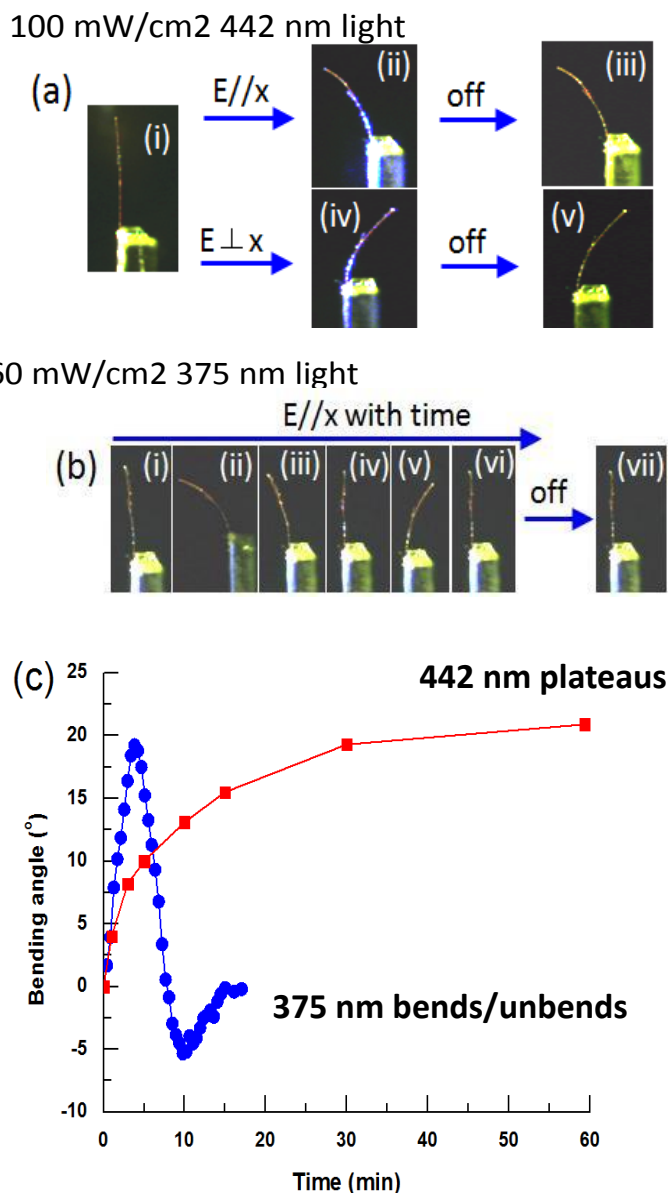 100 mW/cm2 442 nm light
(a)
(i)
E//x
(ii)
off
(iii)
E⊥x
(iv)
off
(v)
60 mW/cm2 375 nm light
E//x with time
(b)
(i)
(ii)
(iii)
(iv)
(v)
(vi)
off
(vii)
(c)
442 nm plateaus
375 nm bends/unbends
Bending angle (°)
25
20
15
10
5
0
-5
-10
0
10
20
30
40
50
60
Time (min)